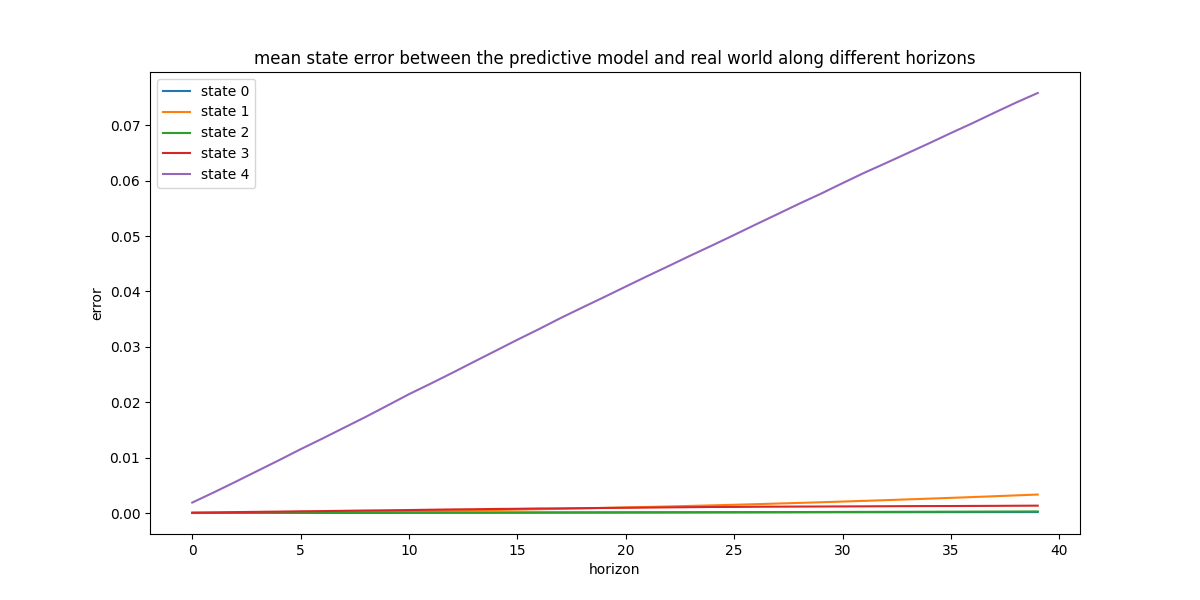 mean state error between the predictive model and real world along different horizons
state 0
state 1
state 2
state 3
state 4
error
0.07
0.06
0.05
0.04
0.03
0.02
0.01
0.00
0 5 10 15 20 25 30 35 40
horizon